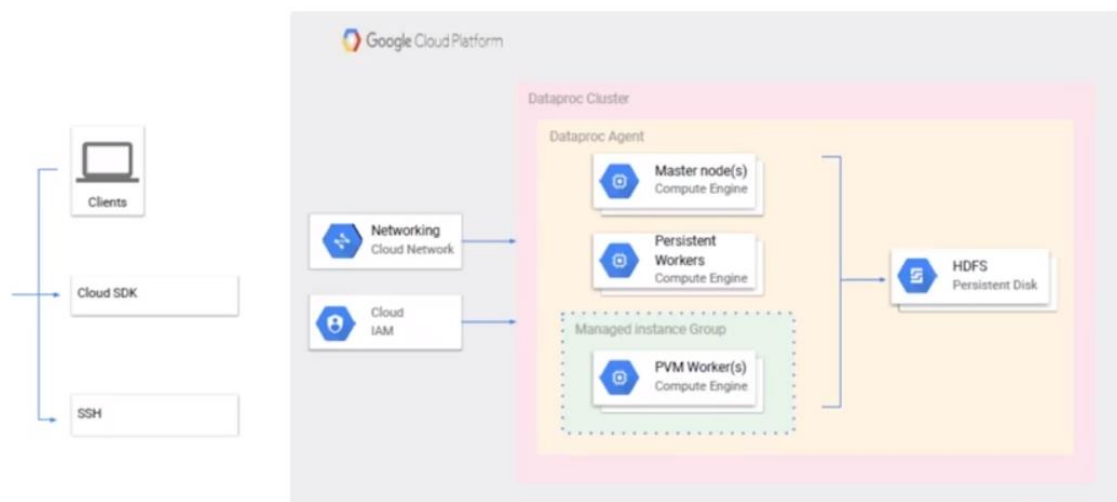 Google Cloud Platform
Dataproc Cluster
Dataproc Agent
Master node(s)
Compute Engine
Clients
Networking
Cloud Network
Persistent
Workers
Compute Engine
HDFS
Persistent Disk
Cloud SDK
Cloud
IAM
Managed instance Group
PVM Worker(s)
Compute Engine
SSH